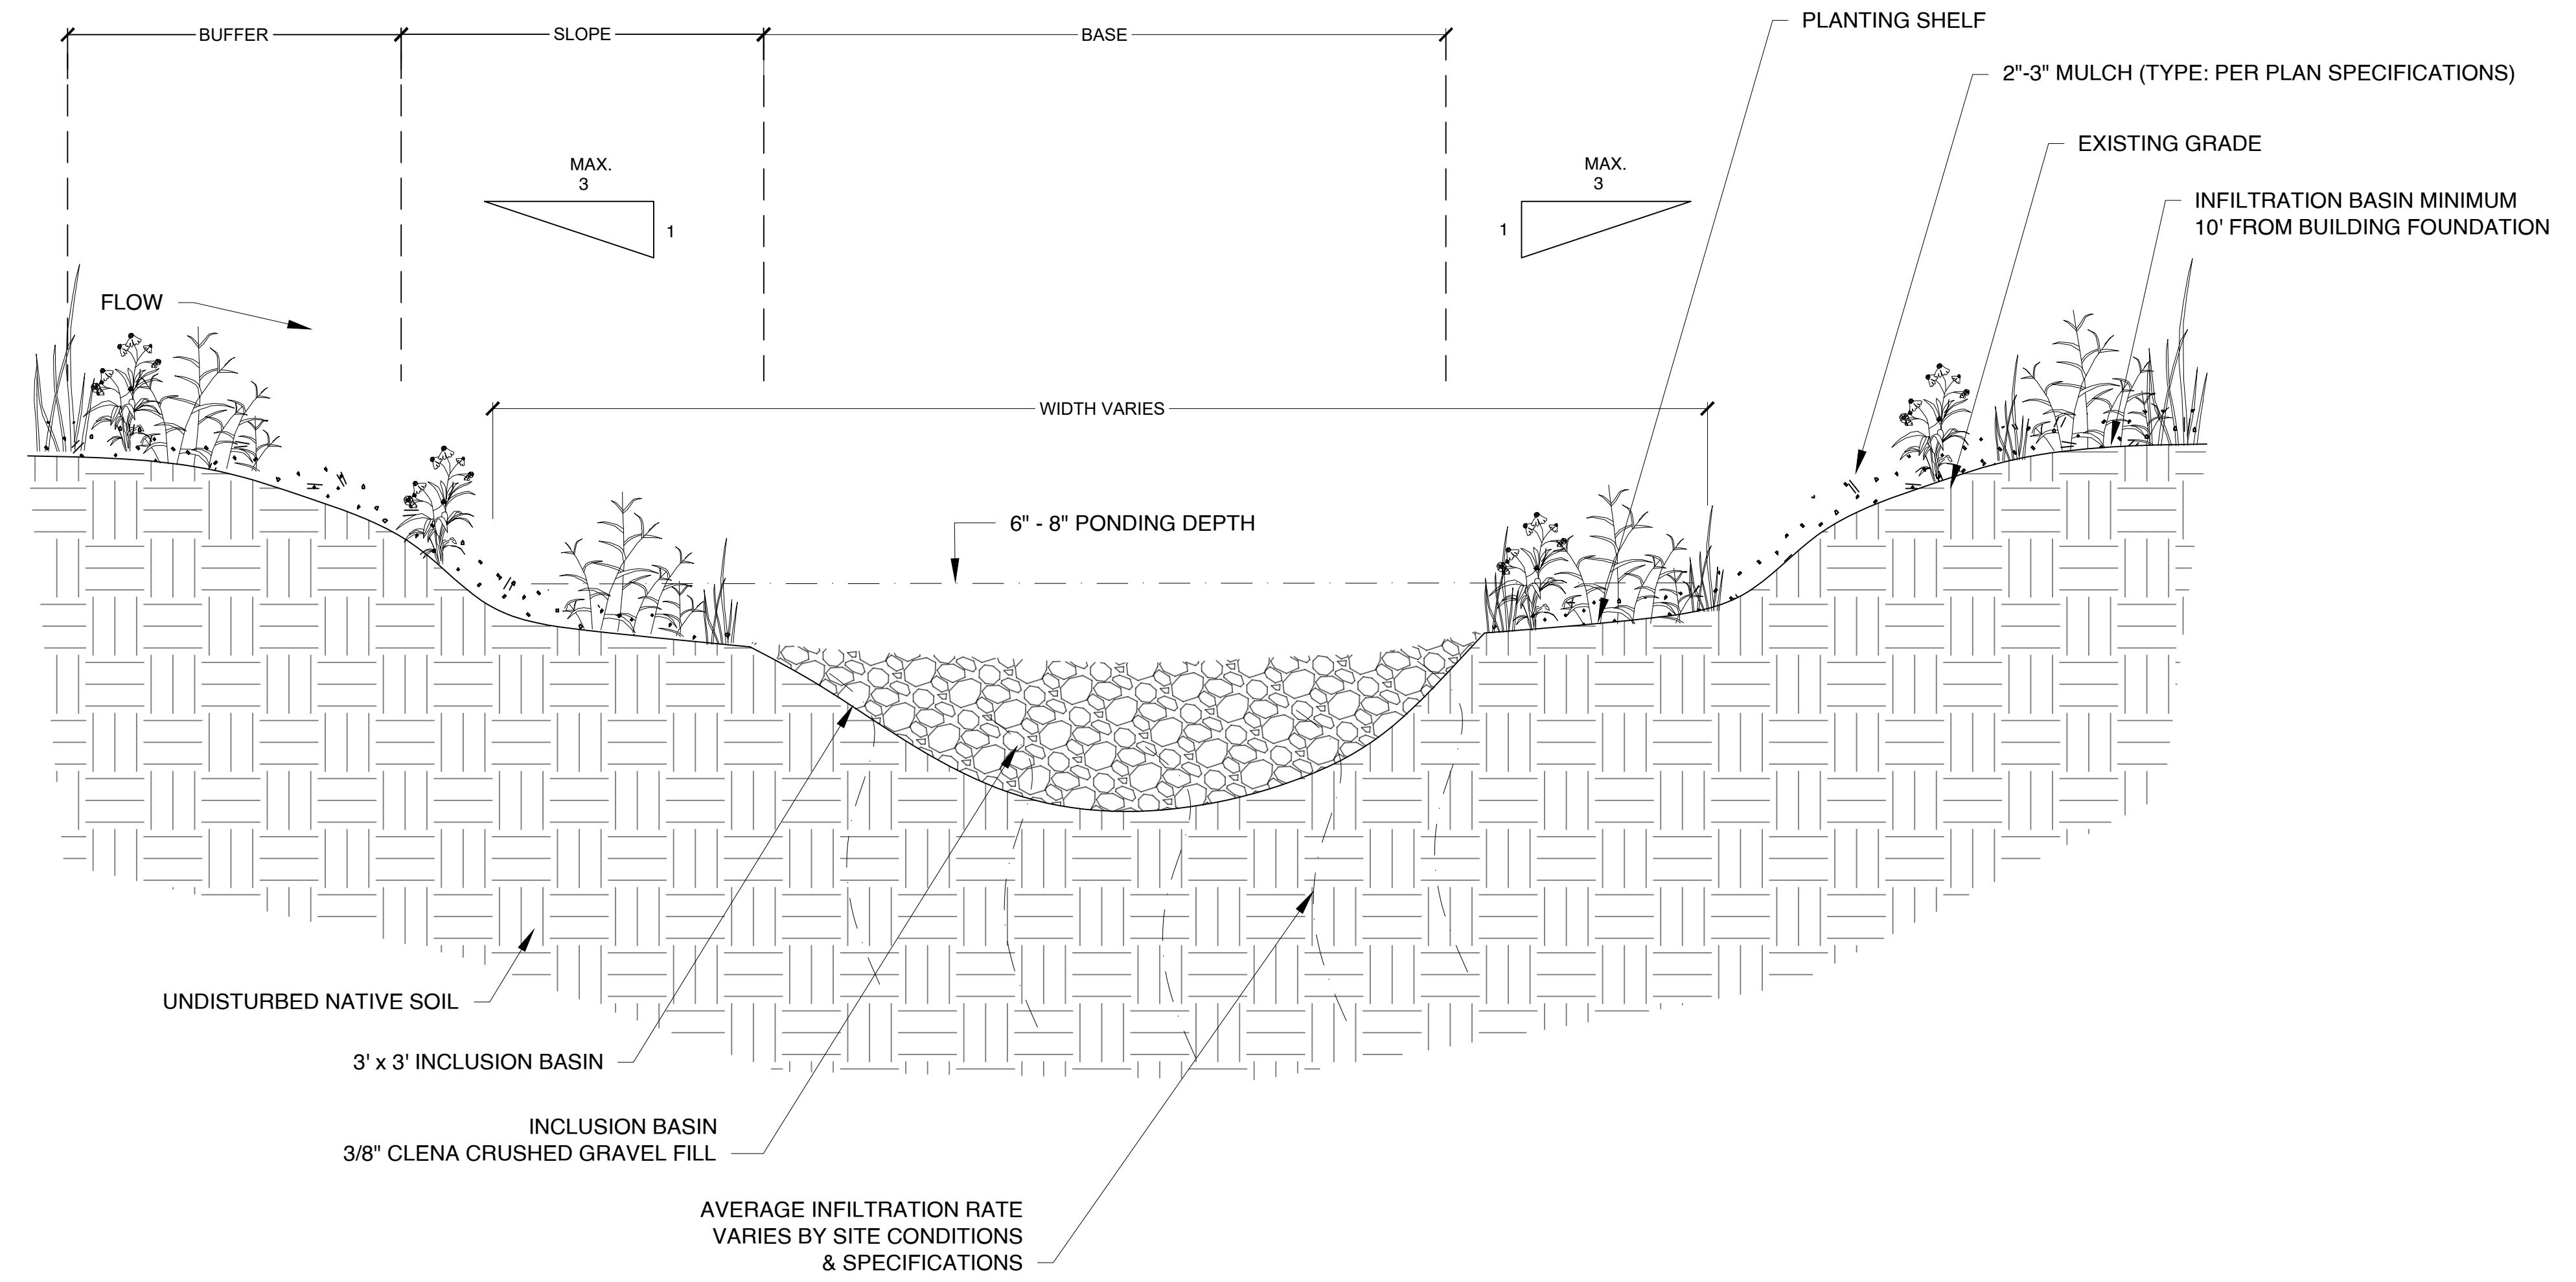 PLANTING SHELF
BUFFER
SLOPE
BASE
2"-3" MULCH (TYPE: PER PLAN SPECIFICATIONS)
EXISTING GRADE
MAX.
3
1
MAX.
3
1
INFILTRATION BASIN MINIMUM
10' FROM BUILDING FOUNDATION
FLOW
WIDTH VARIES
6" - 8" PONDING DEPTH
UNDISTURBED NATIVE SOIL
3' x 3' INCLUSION BASIN
INCLUSION BASIN
3/8" CLENA CRUSHED GRAVEL FILL
AVERAGE INFILTRATION RATE
VARIES BY SITE CONDITIONS
& SPECIFICATIONS